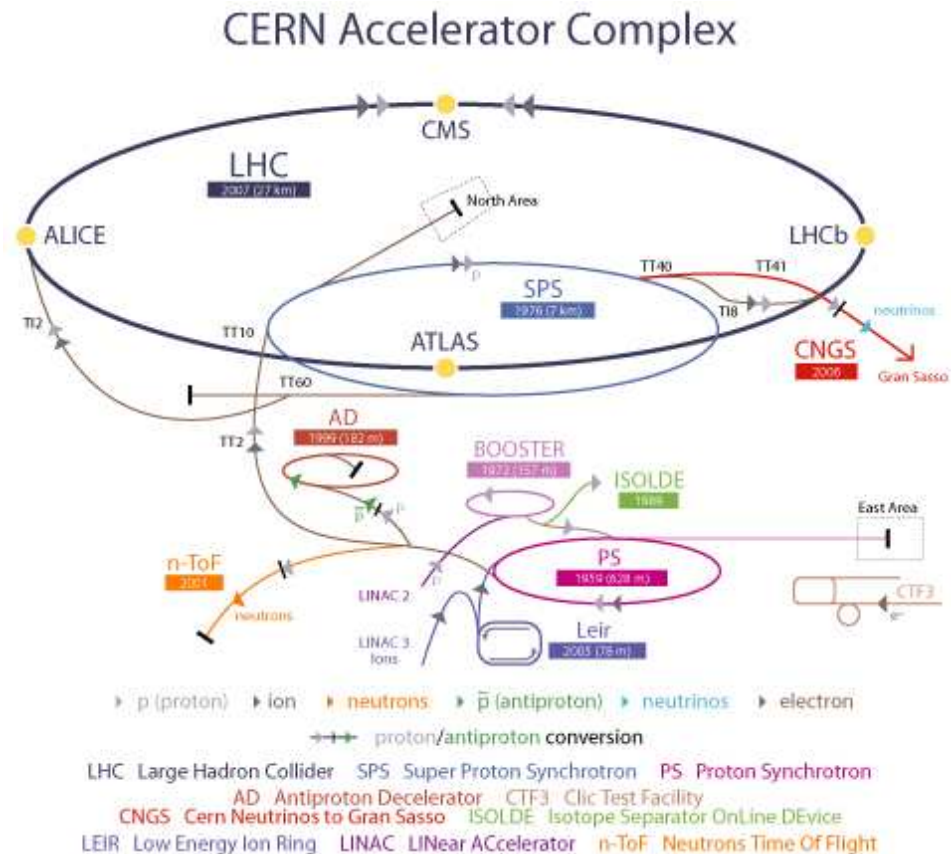 CERN Accelerator Complex
CMS
LHC
2007 (27 km)
North Area
ALICE
LHCb
TT40
TT41
p
SPS
1976 (7 km)
TI8
neutrinos
TI2
TT10
ATLAS
CNGS
2006
Gran Sasso
TT60
AD
1999 (182 m)
TT2
BOOSTER
1972 (157 m)
ISOLDE
1989
p̅
p
East Area
n-ToF
2001
PS
1959 (628 m)
p
LINAC 2
neutrons
CTF3
e-
LINAC 3
Ions
Leir
2005 (78 m)
p (proton) ion neutrons p̅ (antiproton) neutrinos electron
proton/antiproton conversion
LHC Large Hadron Collider SPS Super Proton Synchrotron PS Proton Synchrotron
AD Antiproton Decelerator CTF3 Clic Test Facility
CNGS Cern Neutrinos to Gran Sasso ISOLDE Isotope Separator OnLine DEvice
LEIR Low Energy Ion Ring LINAC LINear ACcelerator n-ToF Neutrons Time Of Flight